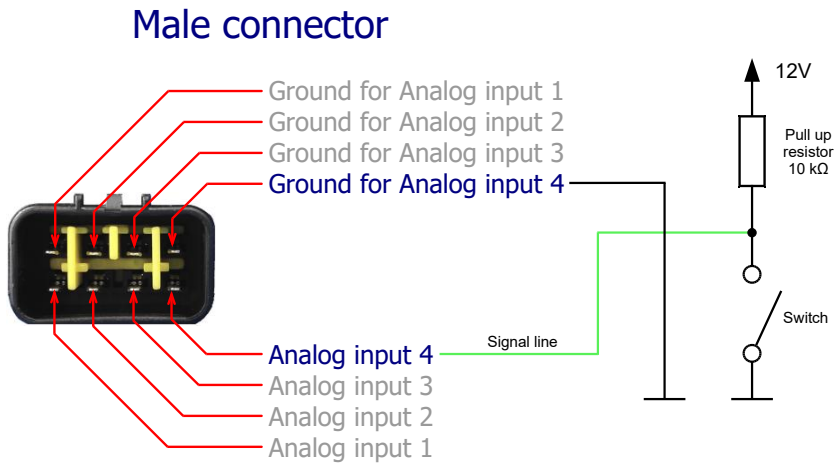 Male connector
Ground for Analog input 1
Ground for Analog input 2
Ground for Analog input 3
Ground for Analog input 4
12V
Pull up
resistor
10 kΩ
Switch
Signal line
Analog input 4
Analog input 3
Analog input 2
Analog input 1